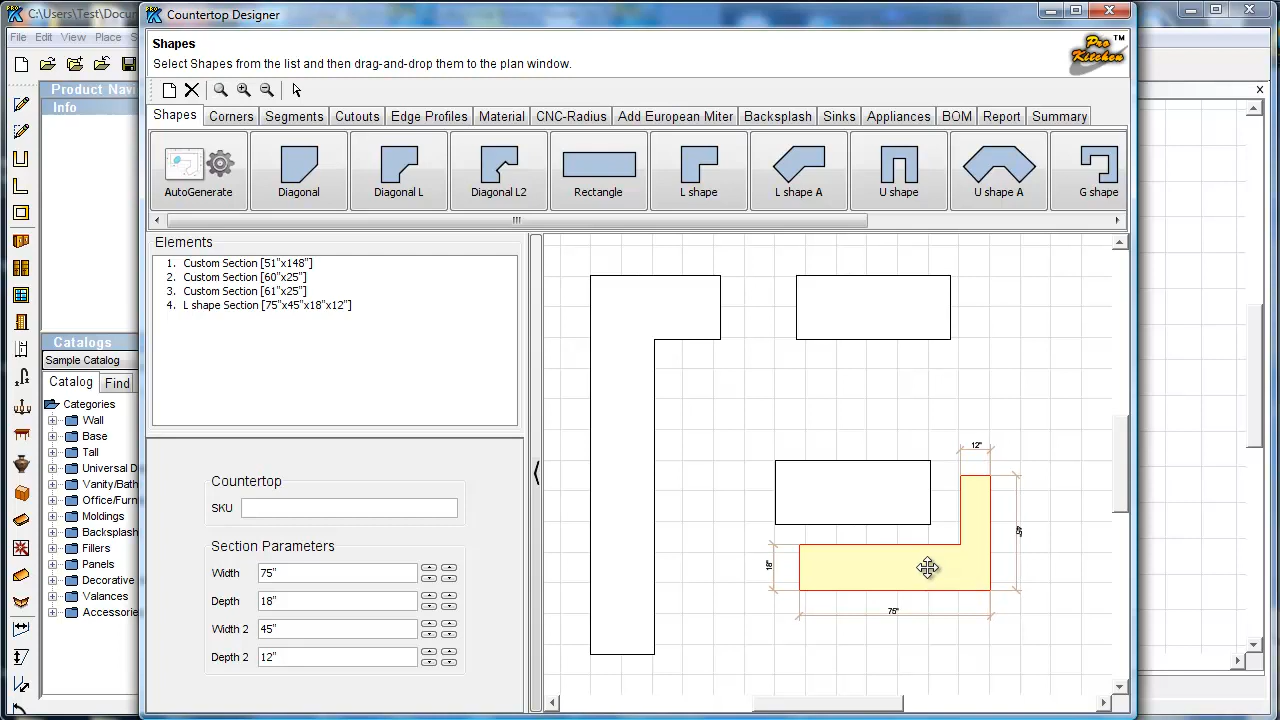 C:\Users\Test\Docum
File Edit View Place
Product Navi
Info
Catalogs
Sample Catalog
Catalog Find
Categories
Wall
Base
Tall
Universal D
Vanity/Bath
Office/Furn
Moldings
Backsplash
Fillers
Panels
Decorative
Valances
Accessorie
Countertop Designer
Shapes
Select Shapes from the list and then drag-and-drop them to the plan window.
Pro Kitchen™
Shapes Corners Segments Cutouts Edge Profiles Material CNC-Radius Add European Miter Backsplash Sinks Appliances BOM Report Summary
AutoGenerate Diagonal Diagonal L Diagonal L2 Rectangle L shape L shape A U shape U shape A G shape
Elements
1. Custom Section [51"x148"]
2. Custom Section [60"x25"]
3. Custom Section [61"x25"]
4. L shape Section [75"x45"x18"x12"]
Countertop
SKU
Section Parameters
Width 75"
Depth 18"
Width 2 45"
Depth 2 12"
12"
18"
45"
75"